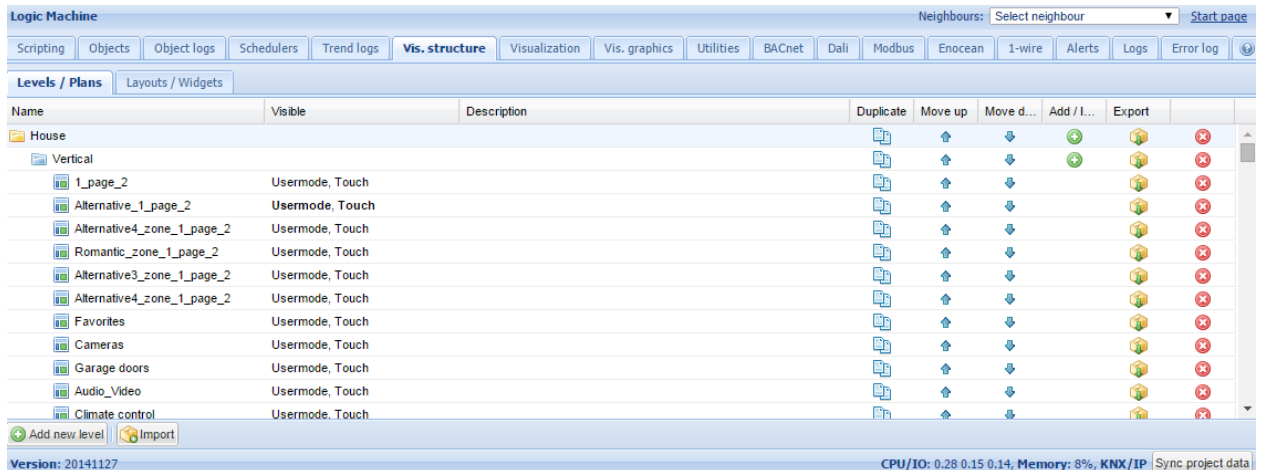 Logic Machine Neighbours: Select neighbour Start page
Scripting Objects Object logs Schedulers Trend logs Vis. structure Visualization Vis. graphics Utilities BACnet Dali Modbus Enocean 1-wire Alerts Logs Error log
Levels / Plans Layouts / Widgets
Name Visible Description Duplicate Move up Move d... Add / I... Export
House
Vertical
1_page_2 Usermode, Touch
Alternative_1_page_2 Usermode, Touch
Alternative4_zone_1_page_2 Usermode, Touch
Romantic_zone_1_page_2 Usermode, Touch
Alternative3_zone_1_page_2 Usermode, Touch
Alternative4_zone_1_page_2 Usermode, Touch
Favorites Usermode, Touch
Cameras Usermode, Touch
Garage doors Usermode, Touch
Audio_Video Usermode, Touch
Climate control Usermode, Touch
Add new level Import
Version: 20141127 CPU/IO: 0.28 0.15 0.14, Memory: 8%, KNX/IP Sync project data